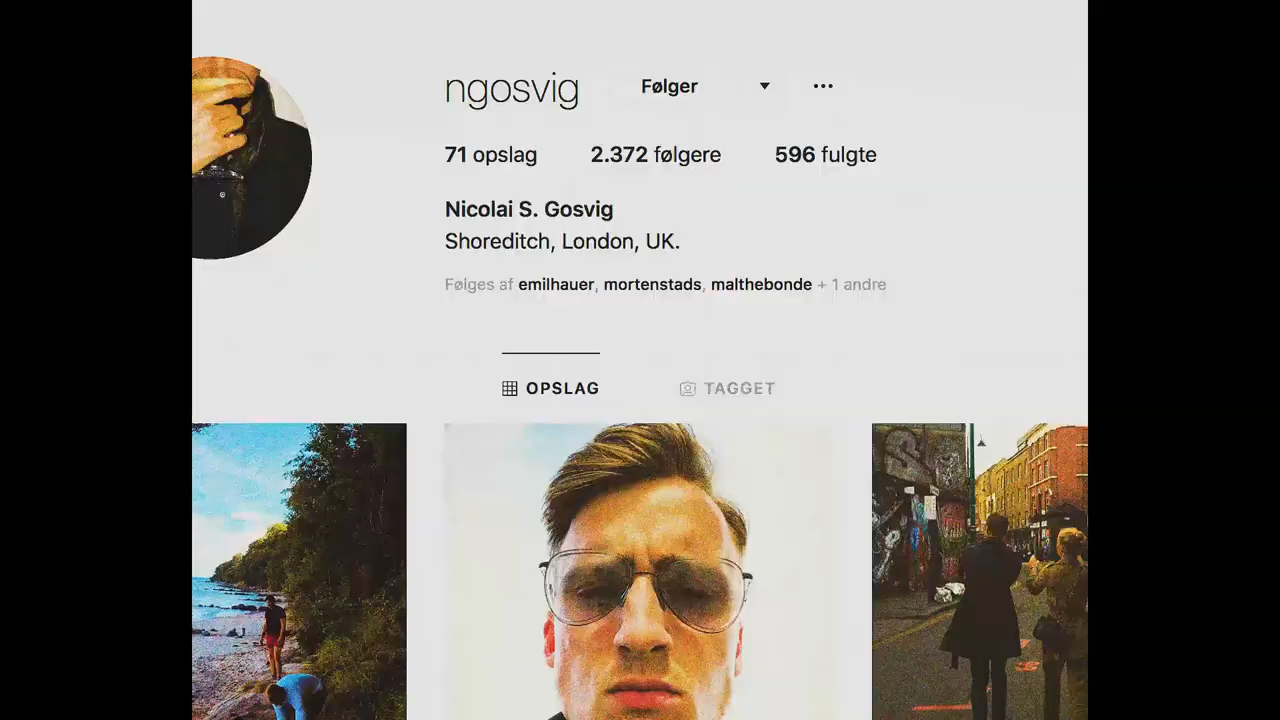 ngosvig Følger
71 opslag 2.372 følgere 596 fulgte
Nicolai S. Gosvig
Shoreditch, London, UK.
Følges af emilhauer, mortenstads, malthebonde + 1 andre
OPSLAG TAGGET